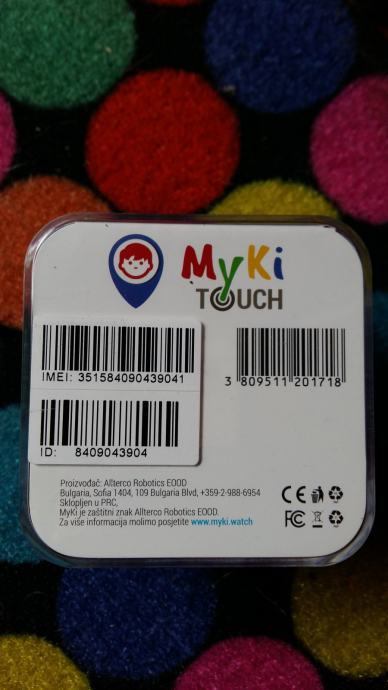 MyKi
TOUCH
IMEI: 351584090439041
3 809511 201718
ID: 8409043904
Proizvođač: Allterco Robotics EOOD
Bulgaria, Sofia 1404, 109 Bulgaria Blvd, +359-2-988-6954
Sklopljen u PRC,
MyKi je zaštitni znak Allterco Robotics EOOD.
Za više informacija molimo posjetite www.myki.watch
CE
FC